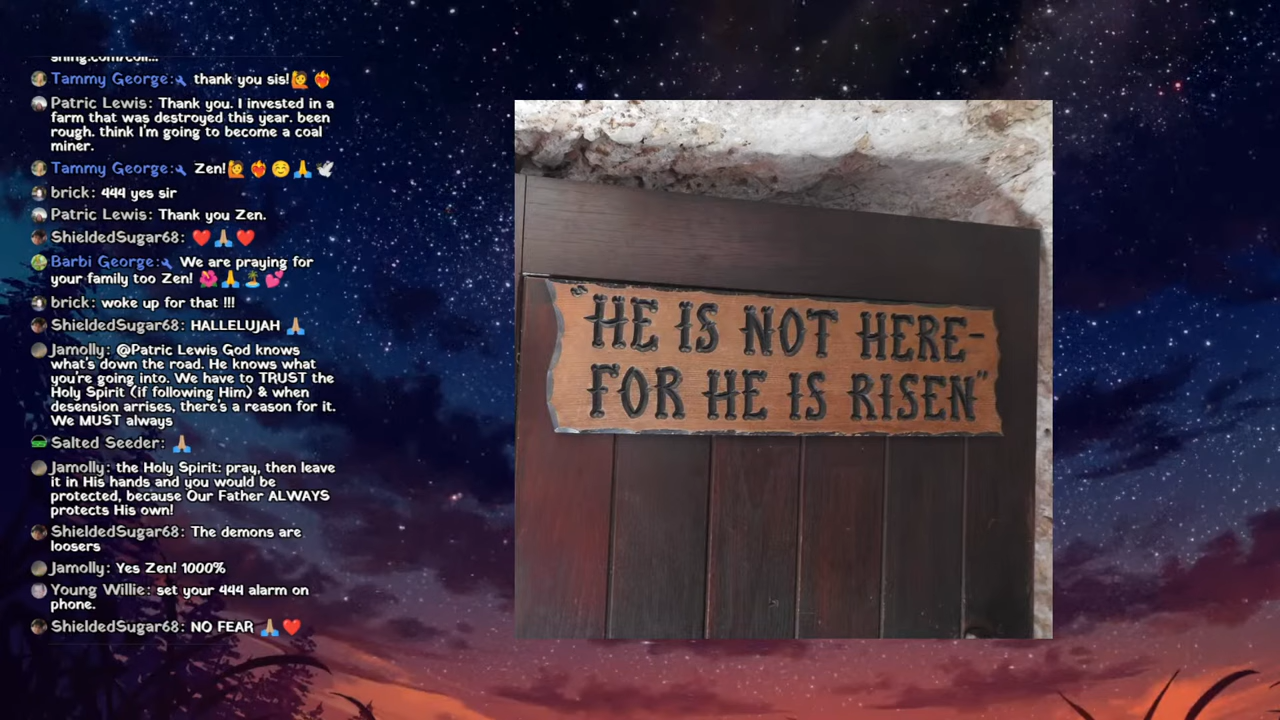 Tammy George: thank you sis!🙋❤️‍🔥
Patric Lewis: Thank you. I invested in a
farm that was destroyed this year. been
rough. think I'm going to become a coal
miner.
Tammy George: Zen!🙋❤️‍🔥☺️🙏🕊️
brick: 444 yes sir
Patric Lewis: Thank you Zen.
ShieldedSugar68: ❤️🙏🏼❤️
Barbi George: We are praying for
your family too Zen! 🌺🙏🏝️💕
brick: woke up for that !!!
ShieldedSugar68: HALLELUJAH 🙏🏼
Jamolly: @Patric Lewis God knows
what's down the road. He knows what
you're going into. We have to TRUST the
Holy Spirit (if following Him) & when
desension arrises, there's a reason for it.
We MUST always
Salted Seeder: 🙏🏼
Jamolly: the Holy Spirit: pray, then leave
it in His hands and you would be
protected, because Our Father ALWAYS
protects His own!
ShieldedSugar68: The demons are
loosers
Jamolly: Yes Zen! 1000%
Young Willie: set your 444 alarm on
phone.
ShieldedSugar68: NO FEAR 🙏🏼❤️
"HE IS NOT HERE-
FOR HE IS RISEN"